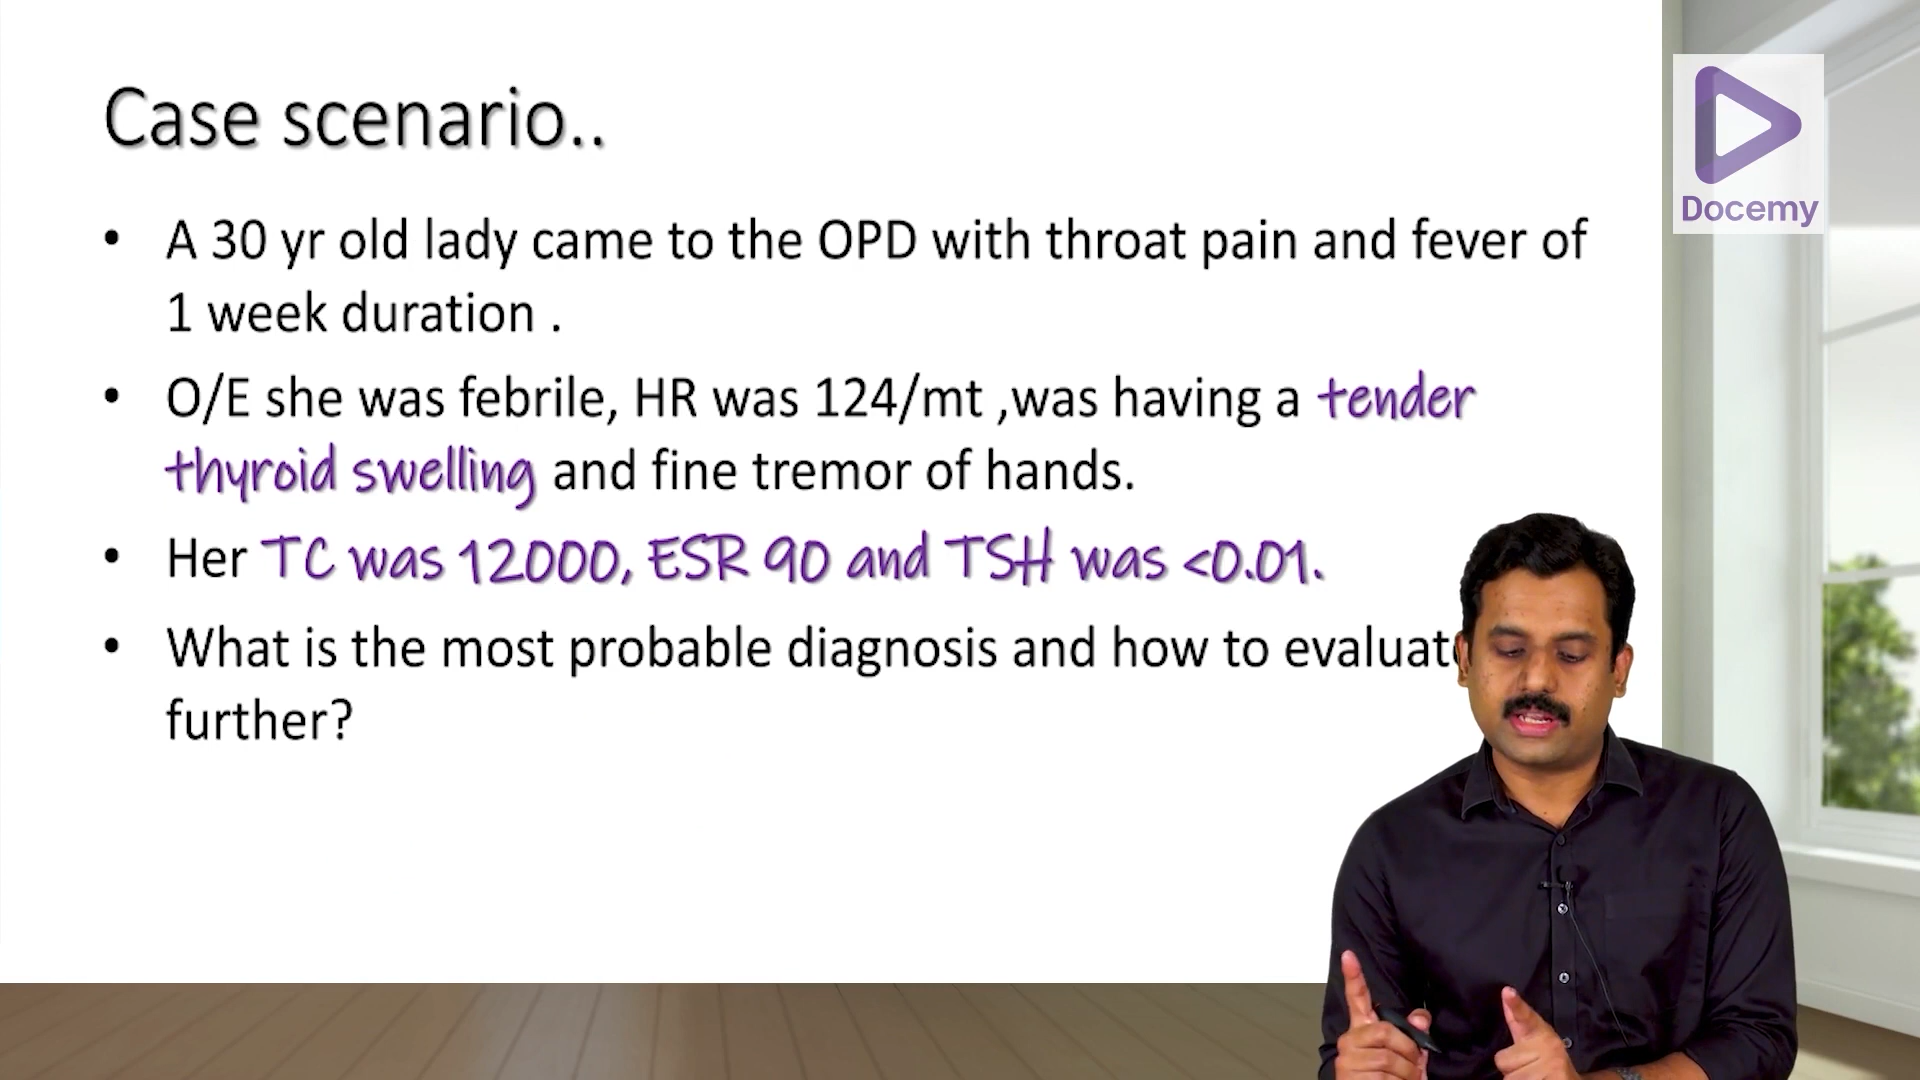 Case scenario..
Docemy
• A 30 yr old lady came to the OPD with throat pain and fever of
1 week duration .
• O/E she was febrile, HR was 124/mt ,was having a tender
thyroid swelling and fine tremor of hands.
• Her TC was 12000, ESR 90 and TSH was <0.01.
• What is the most probable diagnosis and how to evaluate
further?